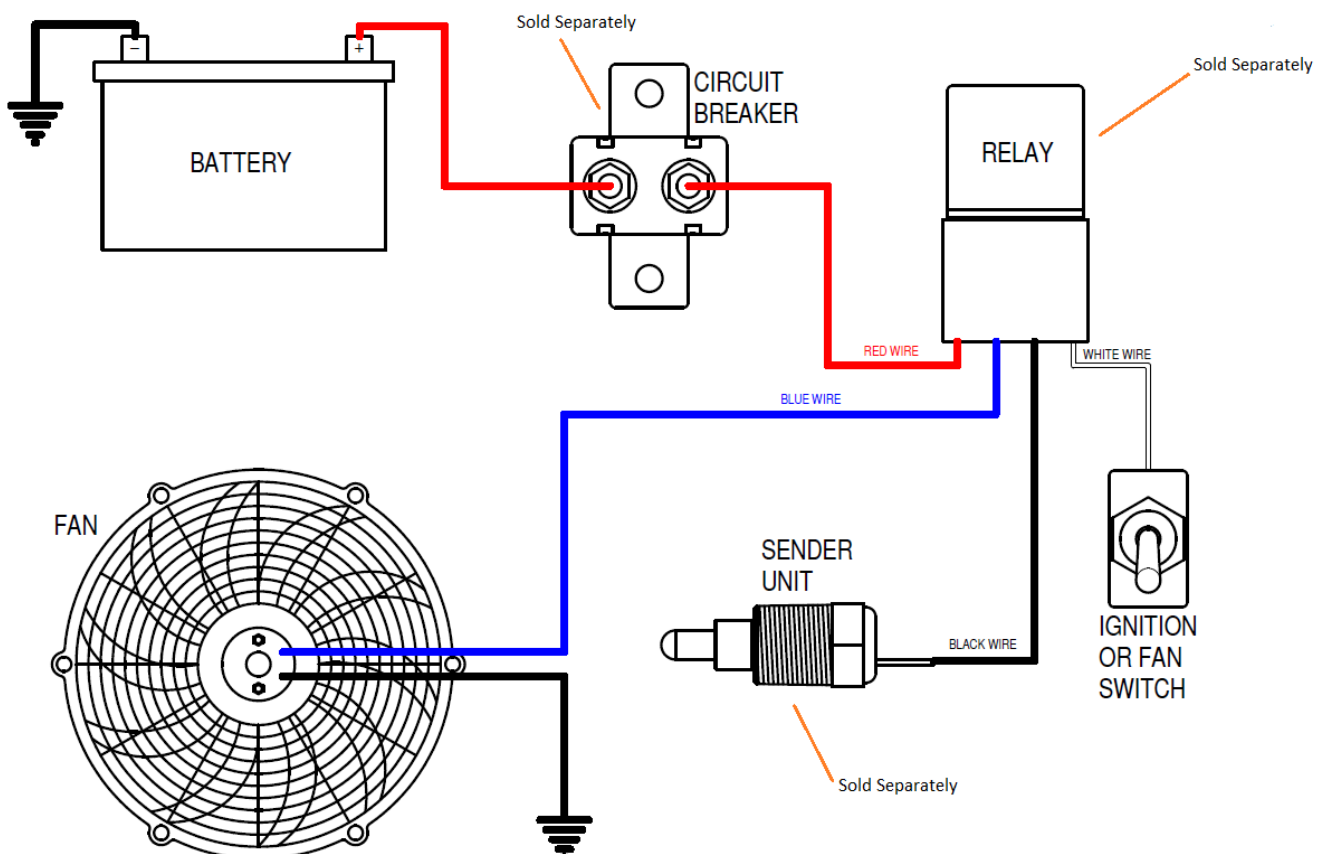 Sold Separately
Sold Separately
−
+
CIRCUIT
BREAKER
BATTERY
RELAY
RED WIRE
WHITE WIRE
BLUE WIRE
FAN
SENDER
UNIT
BLACK WIRE
IGNITION
OR FAN
SWITCH
Sold Separately